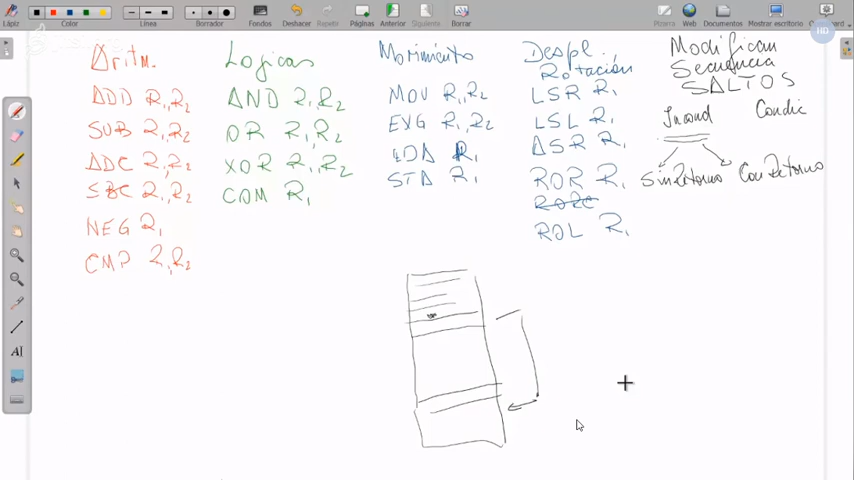 Lápiz
Línea
Borrador
Fondos
Deshacer
Repetir
Páginas
Anterior
Siguiente
Borrar
Pizarra
Web
Documentos
Mostrar escritorio
Guardar
HD
Aritm.
ADD R1,R2
SUB R1,R2
ADC R1,R2
SBC R1,R2
NEG R1
CMP R1,R2
Logicas
AND R1,R2
OR R1,R2
XOR R1,R2
COM R1
Movimiento
MOV R1,R2
EXG R1,R2
LDA R1
STA R1
Despl.,
Rotación
LSR R1
LSL R1
ASR R1
ROR R1
RORC
ROL R1
Modifican
Secuencia
SALTOS
Incond Condic
Sin Retorno Con Retorno